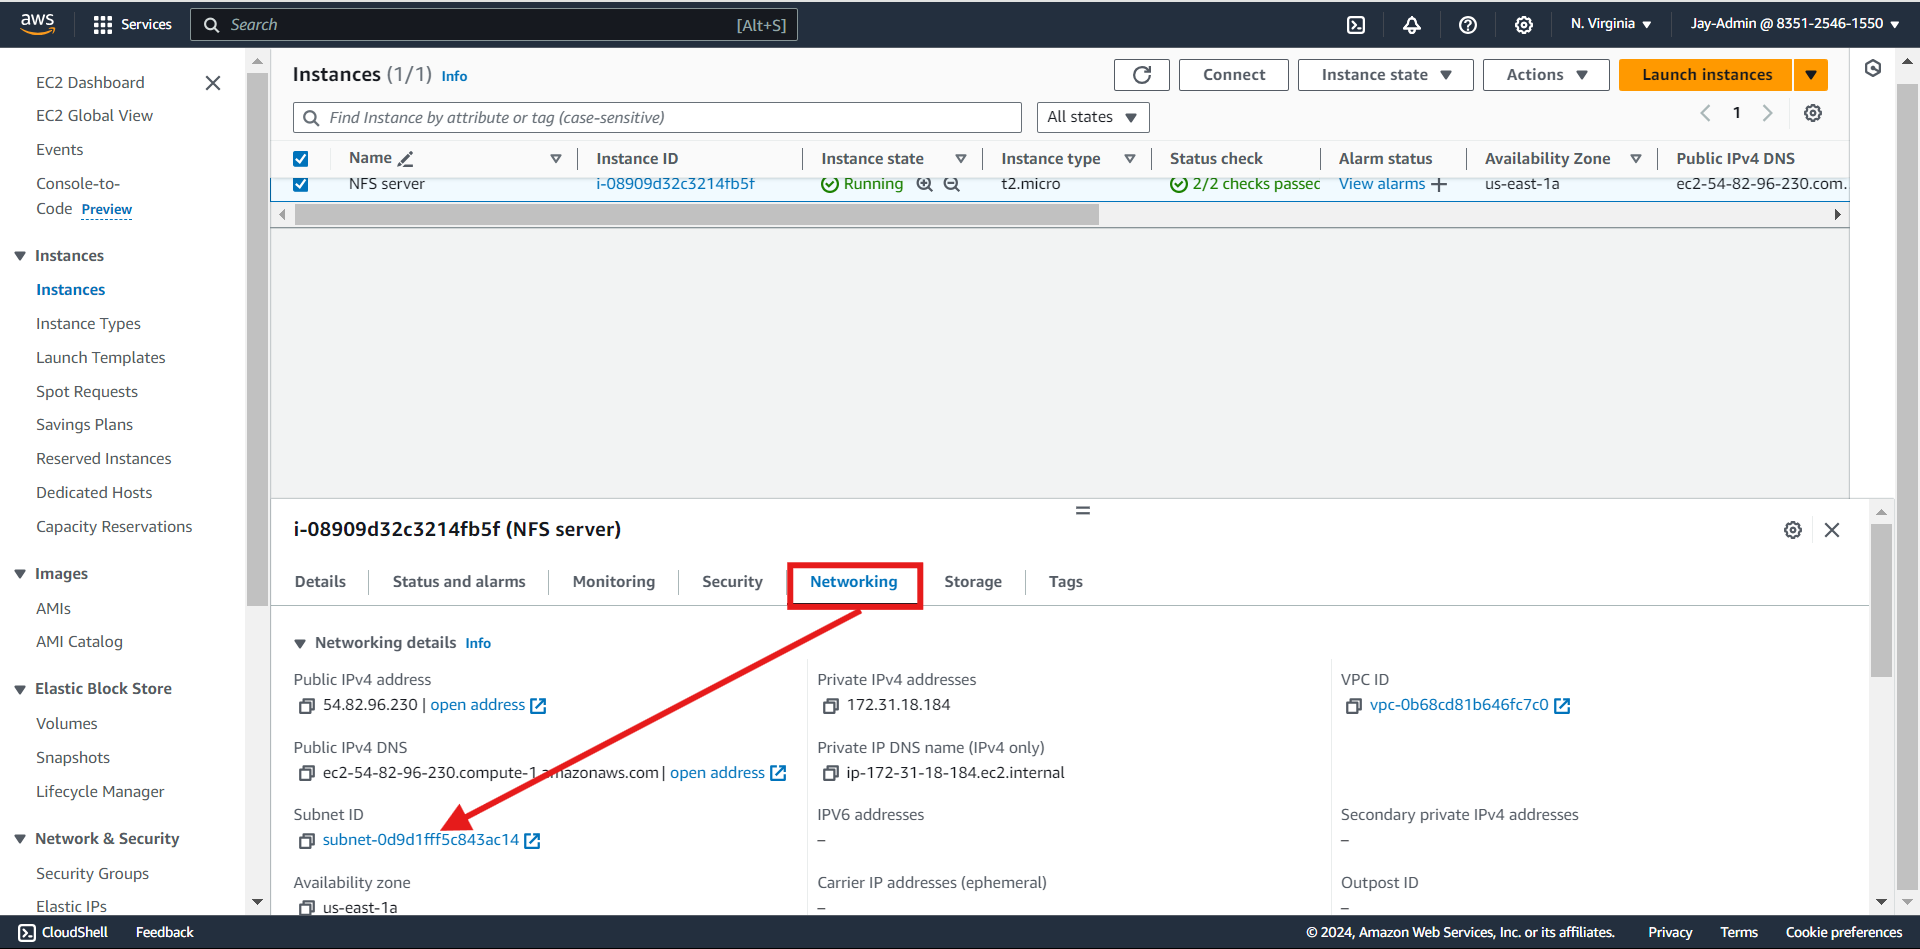 aws
Services
Search [Alt+S]
N. Virginia
Jay-Admin @ 8351-2546-1550
EC2 Dashboard
EC2 Global View
Events
Console-to-
Code Preview
Instances
Instances
Instance Types
Launch Templates
Spot Requests
Savings Plans
Reserved Instances
Dedicated Hosts
Capacity Reservations
Images
AMIs
AMI Catalog
Elastic Block Store
Volumes
Snapshots
Lifecycle Manager
Network & Security
Security Groups
Elastic IPs
Instances (1/1) Info
Connect
Instance state
Actions
Launch instances
Find Instance by attribute or tag (case-sensitive)
All states
1
Name Instance ID Instance state Instance type Status check Alarm status Availability Zone Public IPv4 DNS
NFS server i-08909d32c3214fb5f Running t2.micro 2/2 checks passed View alarms + us-east-1a ec2-54-82-96-230.com...
i-08909d32c3214fb5f (NFS server)
Details Status and alarms Monitoring Security Networking Storage Tags
Networking details Info
Public IPv4 address
54.82.96.230 | open address
Private IPv4 addresses
172.31.18.184
VPC ID
vpc-0b68cd81b646fc7c0
Public IPv4 DNS
ec2-54-82-96-230.compute-1.amazonaws.com | open address
Private IP DNS name (IPv4 only)
ip-172-31-18-184.ec2.internal
Subnet ID
subnet-0d9d1fff5c843ac14
IPV6 addresses
–
Secondary private IPv4 addresses
–
Availability zone
us-east-1a
Carrier IP addresses (ephemeral)
–
Outpost ID
–
CloudShell
Feedback
© 2024, Amazon Web Services, Inc. or its affiliates.
Privacy
Terms
Cookie preferences